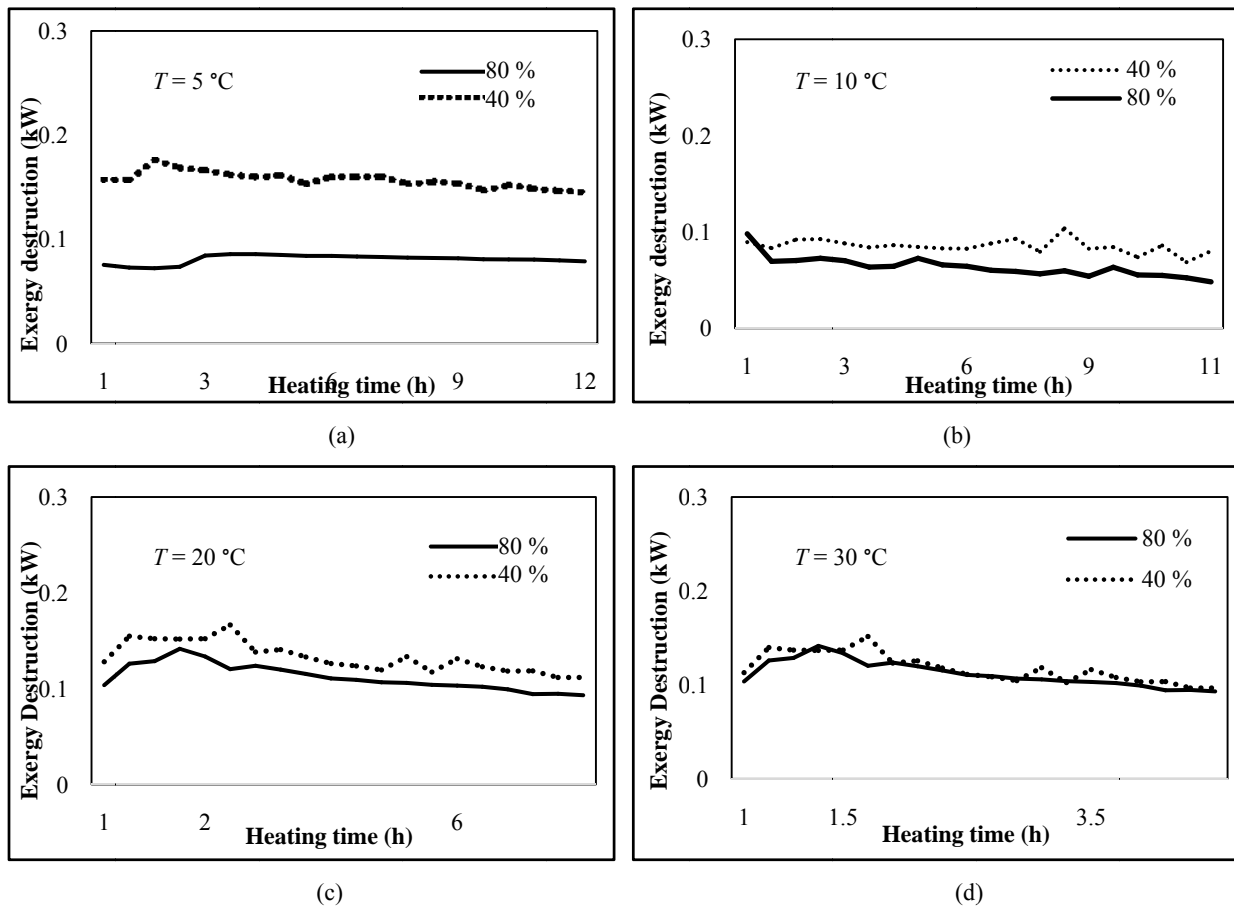 0.3
T = 5 °C
80 %
40 %
0.2
0.1
0
Exergy destruction (kW)
1 3 6 9 12
Heating time (h)
(a)
0.3
T = 10 °C
40 %
80 %
0.2
0.1
0
Exergy destruction (kW)
1 3 6 9 11
Heating time (h)
(b)
0.3
T = 20 °C
80 %
40 %
0.2
0.1
0
Exergy Destruction (kW)
1 2 6
Heating time (h)
(c)
0.3
T = 30 °C
80 %
40 %
0.2
0.1
0
Exergy Destruction (kW)
1 1.5 3.5
Heating time (h)
(d)